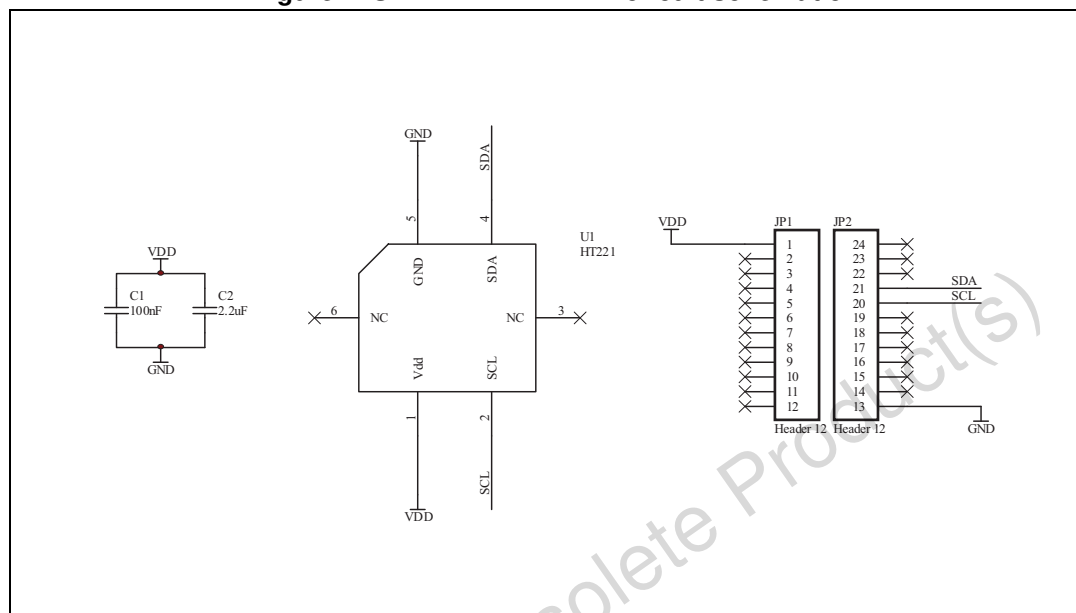 VDD
C1
100nF
C2
2.2uF
GND
GND
SDA
5
4
GND
SDA
U1
HT221
6
NC
NC
3
Vdd
SCL
1
2
SCL
VDD
VDD
JP1
JP2
1
2
3
4
5
6
7
8
9
10
11
12
24
23
22
21
20
19
18
17
16
15
14
13
SDA
SCL
Header 12
Header 12
GND
solete Product(s)